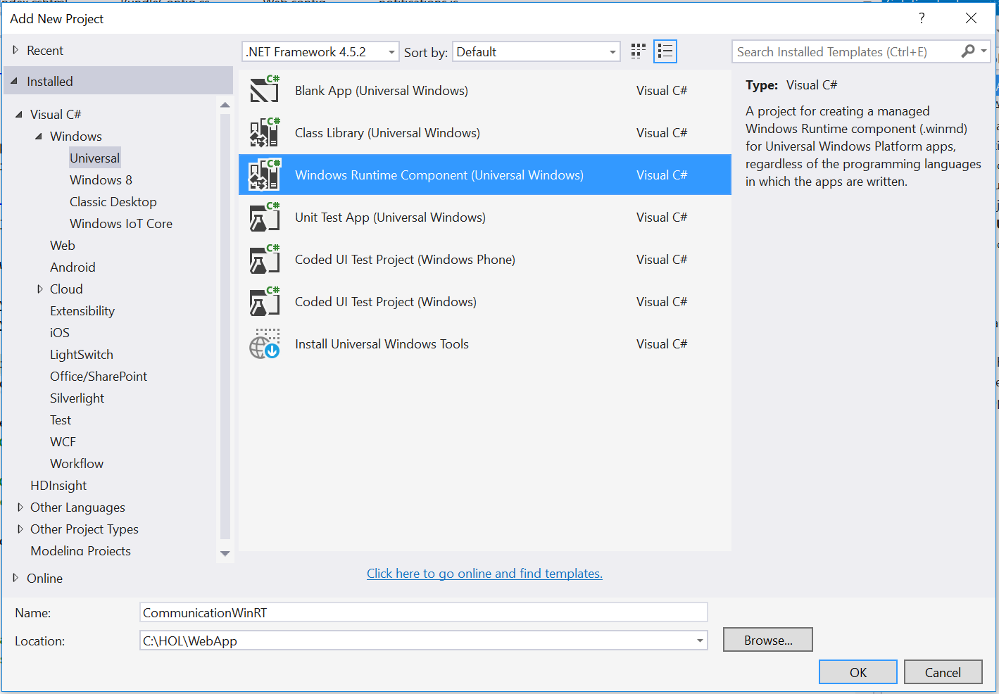 Add New Project
?
Recent
.NET Framework 4.5.2
Sort by:
Default
Search Installed Templates (Ctrl+E)
Installed
Visual C#
Windows
Universal
Windows 8
Classic Desktop
Windows IoT Core
Web
Android
Cloud
Extensibility
iOS
LightSwitch
Office/SharePoint
Silverlight
Test
WCF
Workflow
HDInsight
Other Languages
Other Project Types
Modeling Projects
Online
C# Blank App (Universal Windows) Visual C#
C# Class Library (Universal Windows) Visual C#
C# Windows Runtime Component (Universal Windows) Visual C#
C# Unit Test App (Universal Windows) Visual C#
C# Coded UI Test Project (Windows Phone) Visual C#
C# Coded UI Test Project (Windows) Visual C#
Install Universal Windows Tools Visual C#
Click here to go online and find templates.
Type: Visual C#
A project for creating a managed
Windows Runtime component (.winmd)
for Universal Windows Platform apps,
regardless of the programming languages
in which the apps are written.
Name: CommunicationWinRT
Location: C:\HOL\WebApp
Browse...
OK
Cancel